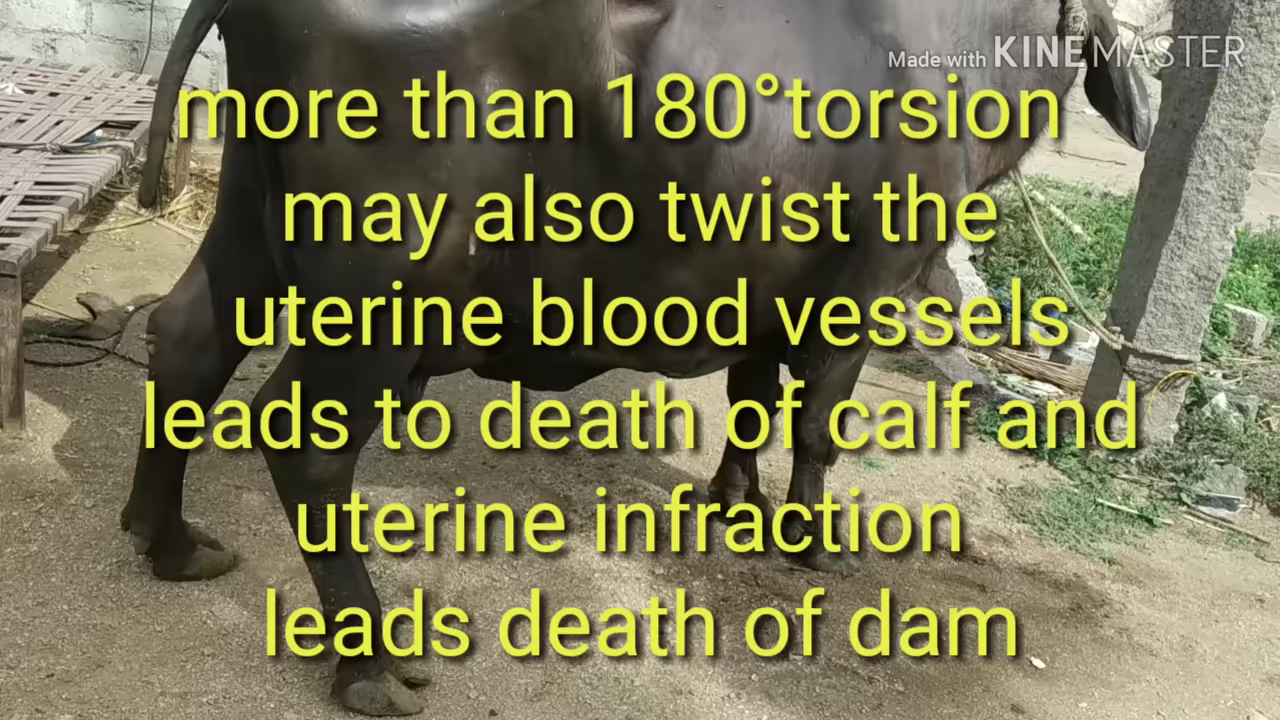 Made with KINEMASTER
more than 180°torsion
may also twist the
uterine blood vessels
leads to death of calf and
uterine infraction
leads death of dam